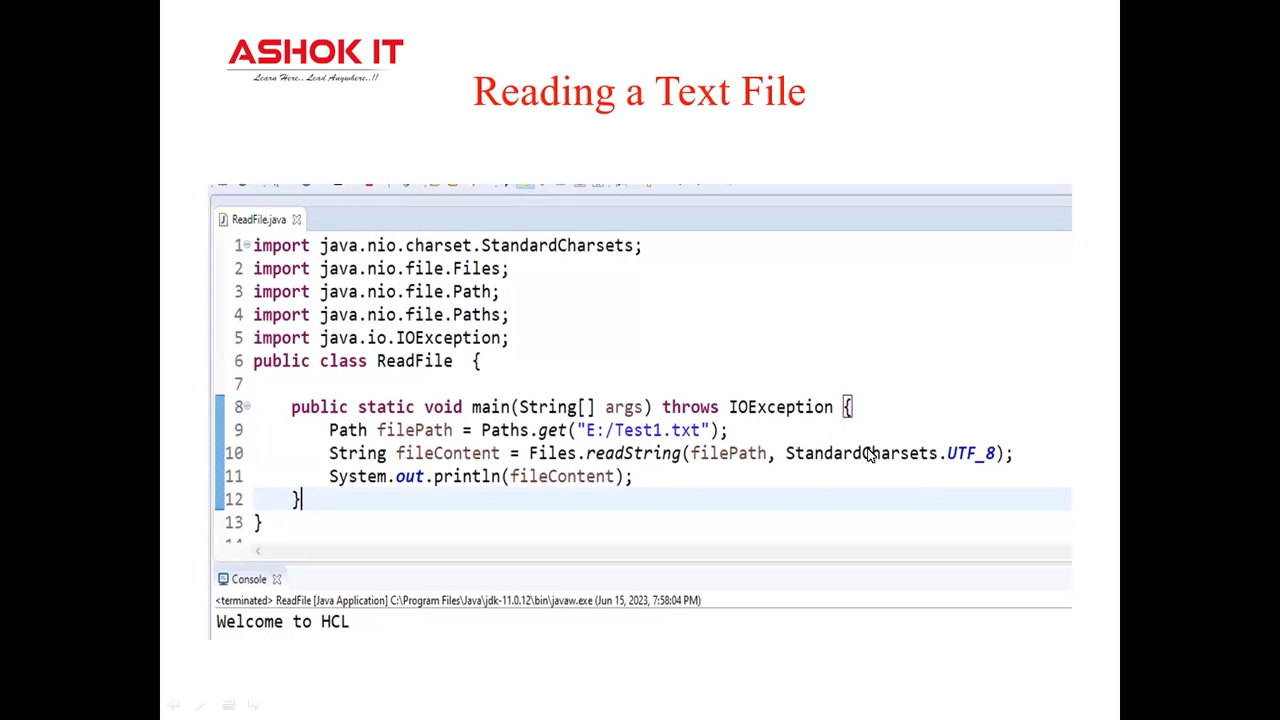 ASHOK IT
Learn Here.. Lead Anywhere..!!
Reading a Text File
ReadFile.java
1 import java.nio.charset.StandardCharsets;
2 import java.nio.file.Files;
3 import java.nio.file.Path;
4 import java.nio.file.Paths;
5 import java.io.IOException;
6 public class ReadFile {
7
8 public static void main(String[] args) throws IOException {
9 Path filePath = Paths.get("E:/Test1.txt");
10 String fileContent = Files.readString(filePath, StandardCharsets.UTF_8);
11 System.out.println(fileContent);
12 }
13 }
Console
<terminated> ReadFile [Java Application] C:\Program Files\Java\jdk-11.0.12\bin\javaw.exe (Jun 15, 2023, 7:58:04 PM)
Welcome to HCL